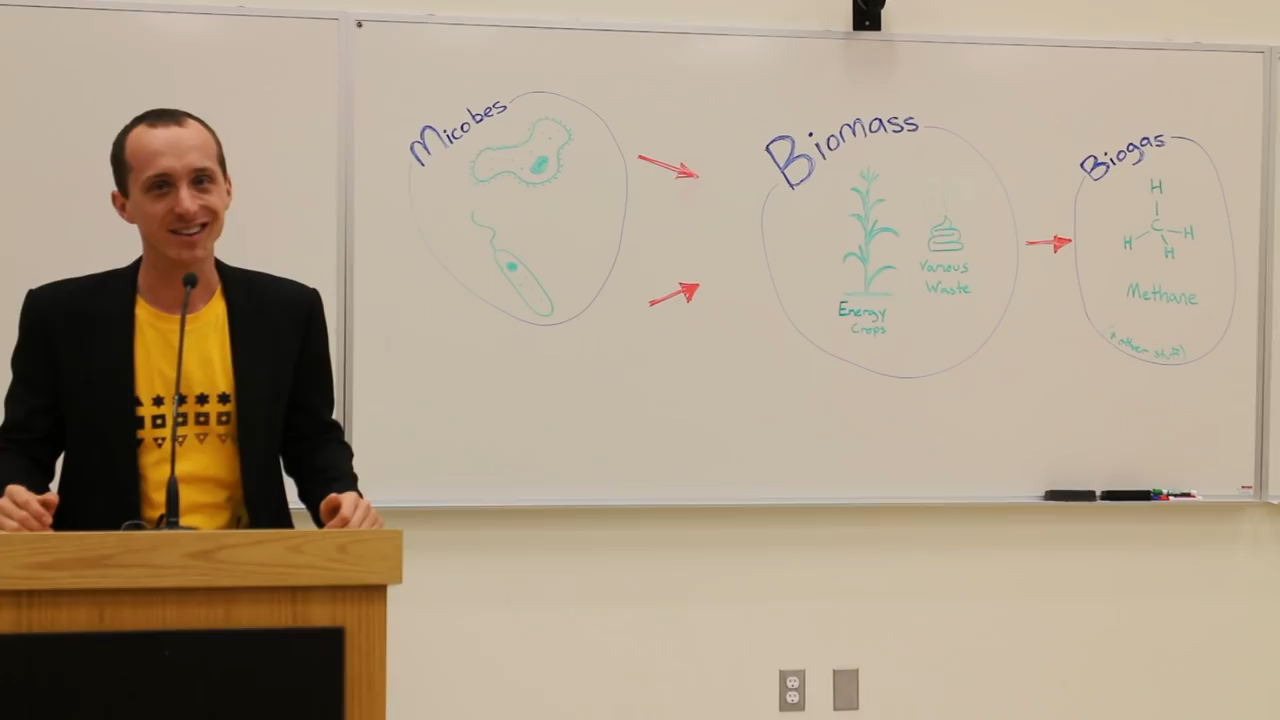 Micobes
Biomass
Energy
Crops
Various
Waste
Biogas
H
C
H
H
H
Methane
(+ other stuff)